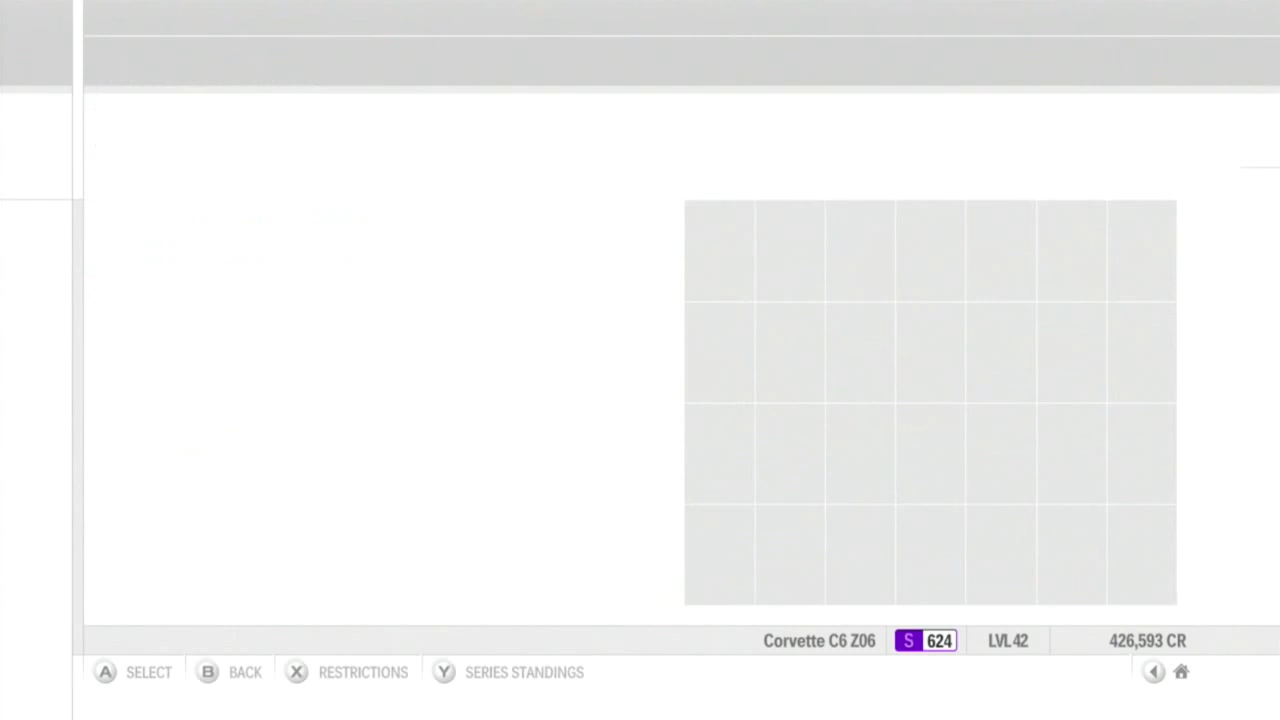 Corvette C6 Z06 S 624 LVL 42 426,593 CR
A SELECT B BACK X RESTRICTIONS Y SERIES STANDINGS